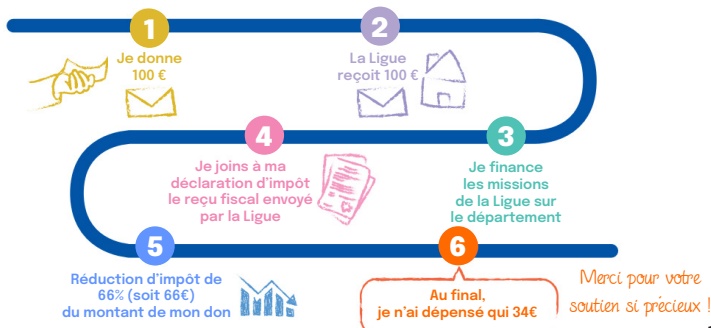 1
Je donne
100 €
2
La Ligue
reçoit 100 €
3
Je finance
les missions
de la Ligue sur
le département
4
Je joins à ma
déclaration d'impôt
le reçu fiscal envoyé
par la Ligue
5
Réduction d'impôt de
66% (soit 66€)
du montant de mon don
6
Au final,
je n'ai dépensé qui 34€
Merci pour votre
soutien si précieux !